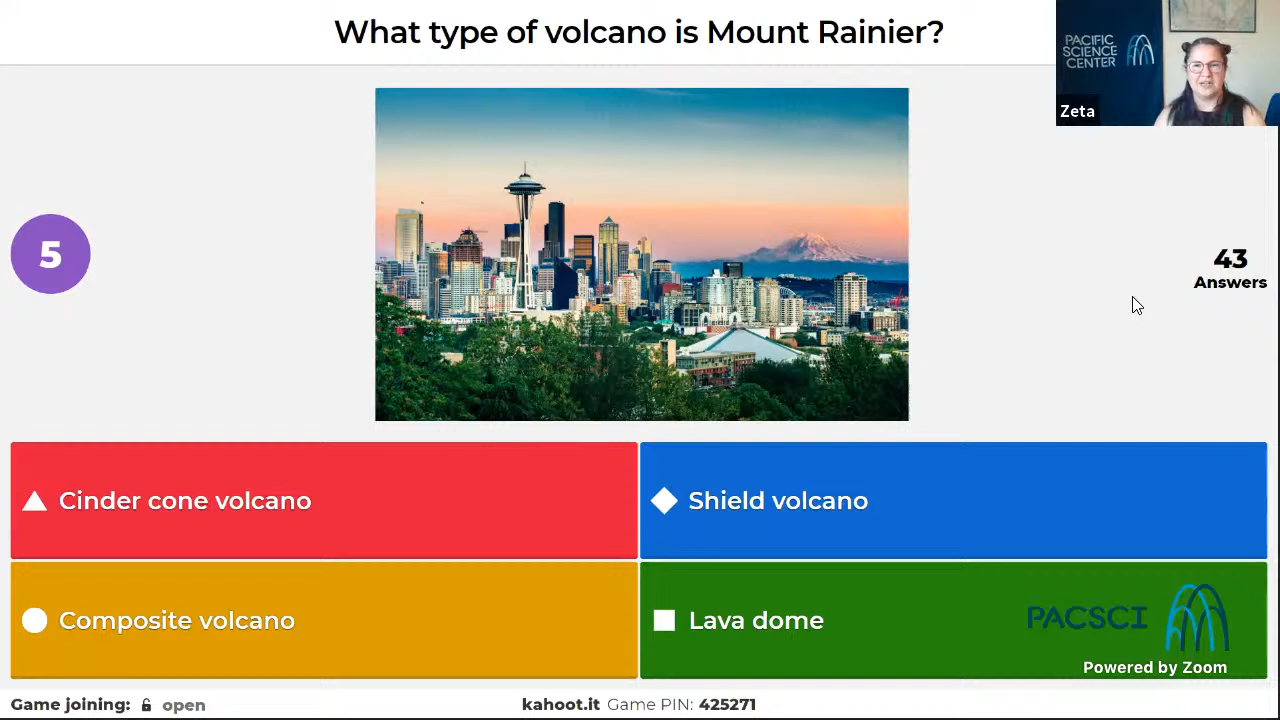 What type of volcano is Mount Rainier?
PACIFIC
SCIENCE
CENTER
Zeta
5
43
Answers
Cinder cone volcano
Shield volcano
Composite volcano
Lava dome
PACSCI
Powered by Zoom
Game joining: open
kahoot.it Game PIN: 425271